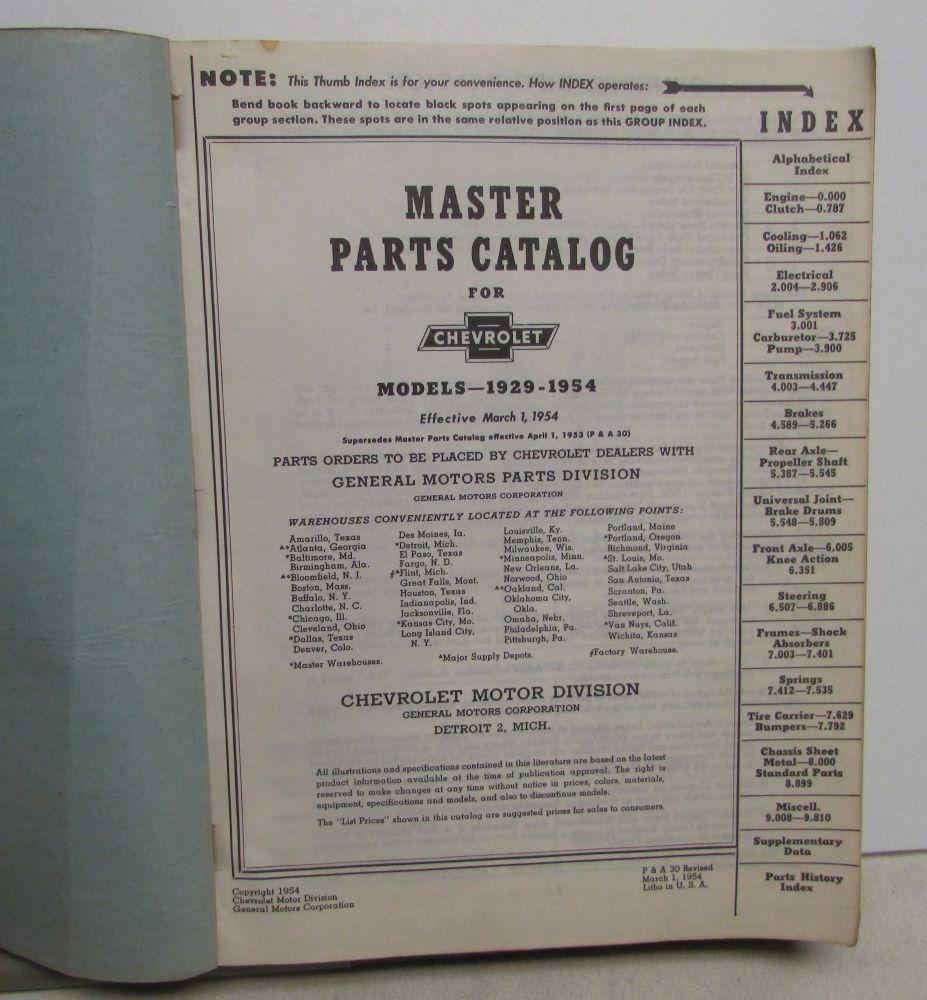 NOTE: This Thumb Index is for your convenience. How INDEX operates:
Bend book backward to locate black spots appearing on the first page of each
group section. These spots are in the same relative position as this GROUP INDEX.
MASTER
PARTS CATALOG
FOR
CHEVROLET
MODELS—1929-1954
Effective March 1, 1954
Supersedes Master Parts Catalog effective April 1, 1953 (P & A 30)
PARTS ORDERS TO BE PLACED BY CHEVROLET DEALERS WITH
GENERAL MOTORS PARTS DIVISION
GENERAL MOTORS CORPORATION
WAREHOUSES CONVENIENTLY LOCATED AT THE FOLLOWING POINTS:
Amarillo, Texas
▲*Atlanta, Georgia
*Baltimore, Md.
Birmingham, Ala.
▲*Bloomfield, N. J.
Boston, Mass.
Buffalo, N. Y.
Charlotte, N. C.
*Chicago, Ill.
Cleveland, Ohio
*Dallas, Texas
Denver, Colo.
Des Moines, Ia.
*Detroit, Mich.
El Paso, Texas
Fargo, N. D.
ƒ▲Flint, Mich.
Great Falls, Mont.
Houston, Texas
Indianapolis, Ind.
Jacksonville, Fla.
*Kansas City, Mo.
Long Island City,
N. Y.
Louisville, Ky.
Memphis, Tenn.
Milwaukee, Wis.
*Minneapolis, Minn.
New Orleans, La.
Norwood, Ohio
▲*Oakland, Cal.
Oklahoma City,
Okla.
Omaha, Nebr.
Philadelphia, Pa.
Pittsburgh, Pa.
Portland, Maine
*Portland, Oregon
Richmond, Virginia
▲St. Louis, Mo.
Salt Lake City, Utah
San Antonio, Texas
Scranton, Pa.
Seattle, Wash.
Shreveport, La.
*Van Nuys, Calif.
Wichita, Kansas
*Master Warehouses. ▲Major Supply Depots. ƒFactory Warehouse.
CHEVROLET MOTOR DIVISION
GENERAL MOTORS CORPORATION
DETROIT 2, MICH.
All illustrations and specifications contained in this literature are based on the latest
product information available at the time of publication approval. The right is
reserved to make changes at any time without notice in prices, colors, materials,
equipment, specifications and models, and also to discontinue models.
The "List Prices" shown in this catalog are suggested prices for sales to consumers.
Copyright 1954
Chevrolet Motor Division
General Motors Corporation
P & A 30 Revised
March 1, 1954
Litho in U. S. A.
INDEX
Alphabetical
Index
Engine—0.000
Clutch—0.787
Cooling—1.062
Oiling—1.426
Electrical
2.004—2.906
Fuel System
3.001
Carburetor—3.725
Pump—3.900
Transmission
4.003—4.447
Brakes
4.589—5.266
Rear Axle—
Propeller Shaft
5.387—5.545
Universal Joint—
Brake Drums
5.548—5.809
Front Axle—6.005
Knee Action
6.351
Steering
6.507—6.886
Frames—Shock
Absorbers
7.003—7.401
Springs
7.412—7.535
Tire Carrier—7.629
Bumpers—7.792
Chassis Sheet
Metal—8.000
Standard Parts
8.899
Miscell.
9.008—9.810
Supplementary
Data
Parts History
Index